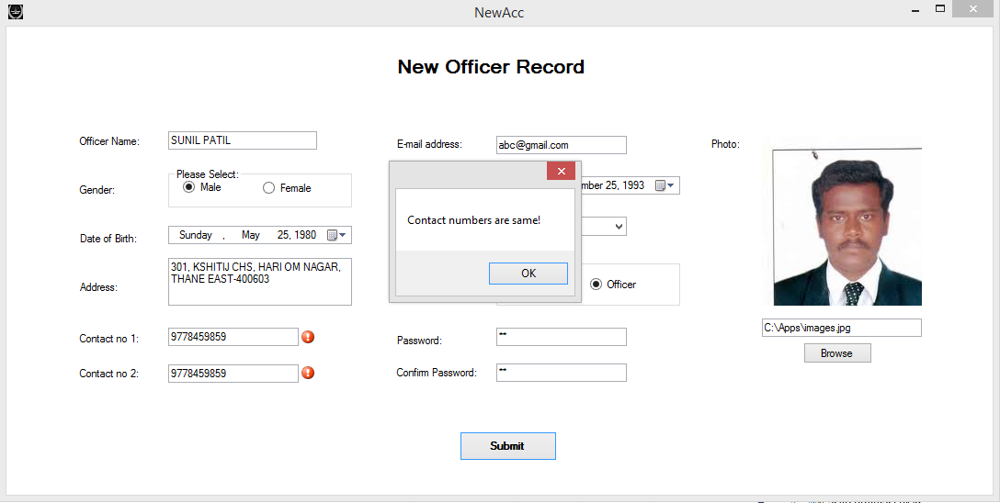 NewAcc
New Officer Record
Officer Name:
SUNIL PATIL
E-mail address:
abc@gmail.com
Photo:
Gender:
Please Select:
Male
Female
25, 1993
Date of Birth:
Sunday , May 25, 1980
Contact numbers are same!
OK
Address:
301, KSHITIJ CHS, HARI OM NAGAR,
THANE EAST-400603
Officer
C:\Apps\images.jpg
Browse
Contact no 1:
9778459859
Password:
**
Contact no 2:
9778459859
Confirm Password:
**
Submit